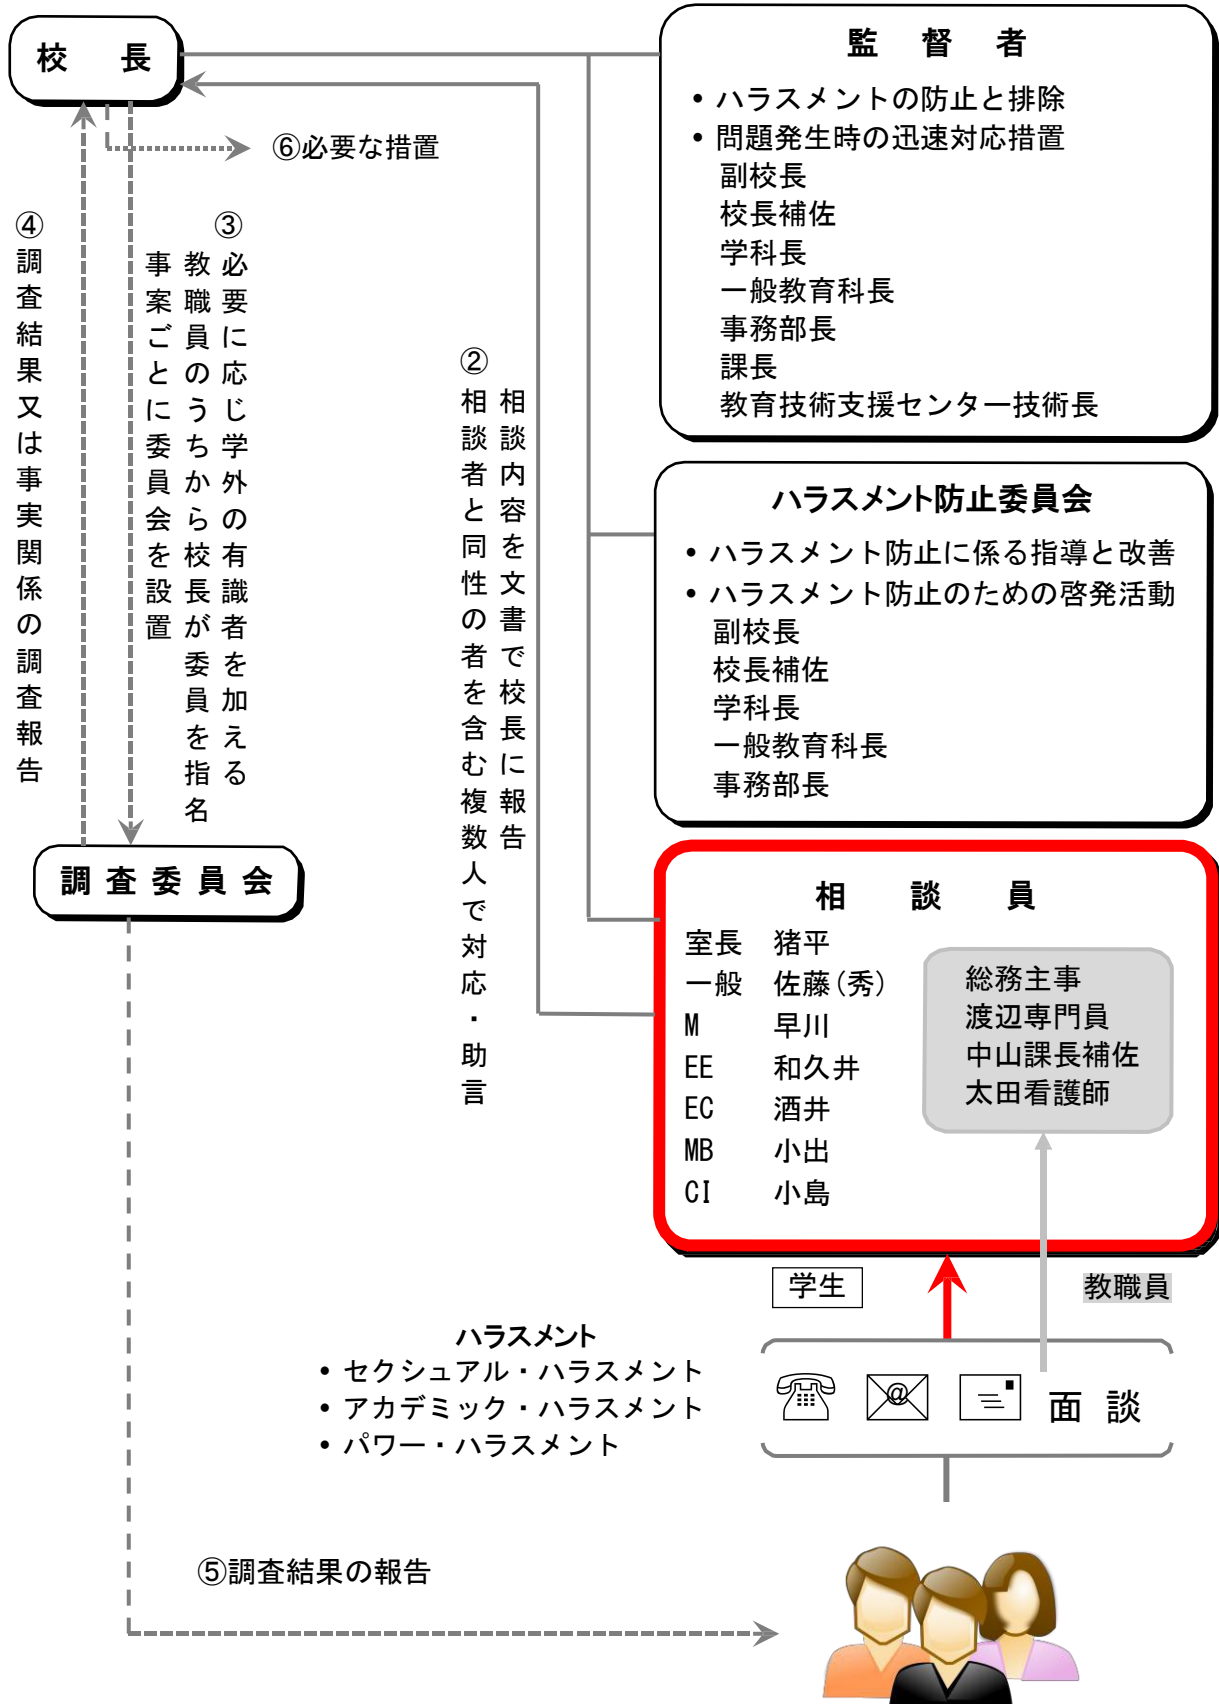 校　長
監　督　者
• ハラスメントの防止と排除
• 問題発生時の迅速対応措置
副校長
校長補佐
学科長
一般教育科長
事務部長
課長
教育技術支援センター技術長
⑥必要な措置
④調査結果又は事実関係の調査報告
③必要に応じ学外の有識者を加える
教職員のうちから校長が委員を指名
事案ごとに委員会を設置
②
相談内容を文書で校長に報告
相談者と同性の者を含む複数人で対応・助言
ハラスメント防止委員会
• ハラスメント防止に係る指導と改善
• ハラスメント防止のための啓発活動
副校長
校長補佐
学科長
一般教育科長
事務部長
調査委員会
相　談　員
室長　猪平
一般　佐藤(秀)
M　早川
EE　和久井
EC　酒井
MB　小出
CI　小島
総務主事
渡辺専門員
中山課長補佐
太田看護師
学生
教職員
ハラスメント
• セクシュアル・ハラスメント
• アカデミック・ハラスメント
• パワー・ハラスメント
@
面 談
⑤調査結果の報告